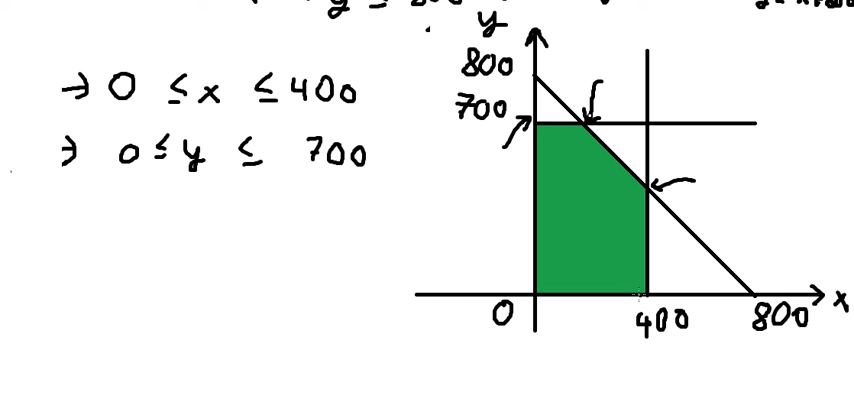 y
800
→ 0 ≤ x ≤ 400
700
→ 0 ≤ y ≤ 700
0 400 800 x